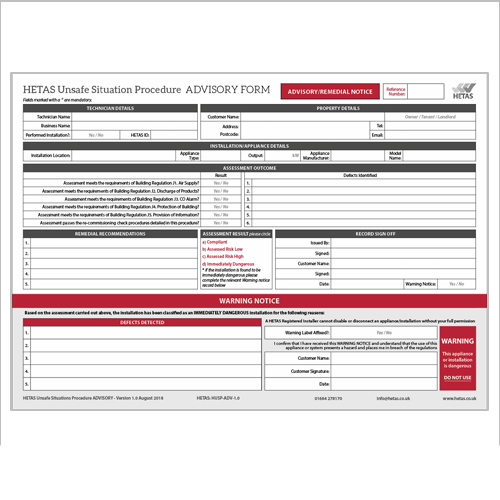 HETAS Unsafe Situation Procedure ADVISORY FORM
Fields marked with a * are mandatory.
ADVISORY/REMEDIAL NOTICE
Reference Number:
HETAS
TECHNICIAN DETAILS
Technician Name:
Business Name:
Performed Installation?: Yes / No HETAS ID:
PROPERTY DETAILS
Customer Name: Owner / Tenant / Landlord
Address: Tel:
Postcode: Email:
INSTALLATION/APPLIANCE DETAILS
Installation Location: Appliance Type: Output: kW Appliance Manufacturer: Model Name:
ASSESSMENT OUTCOME
Result Defects Identified
Assessment meets the requirements of Building Regulation J1. Air Supply? Yes / No 1.
Assessment meets the requirements of Building Regulation J2. Discharge of Products? Yes / No 2.
Assessment meets the requirements of Building Regulation J3. CO Alarm? Yes / No 3.
Assessment meets the requirements of Building Regulation J4. Protection of Building? Yes / No 4.
Assessment meets the requirements of Building Regulation J5. Provision of Information? Yes / No 5.
Assessment passes the re-commissioning checks procedure detailed in this procedure? Yes / No 6.
REMEDIAL RECOMMENDATIONS
1.
2.
3.
4.
5.
ASSESSMENT RESULT please circle
a) Compliant
b) Assessed Risk Low
c) Assessed Risk High
d) Immediately Dangerous
* If the installation is found to be
immediately dangerous, please
complete the relevant Warning notice
record below
RECORD SIGN OFF
Issued By:
Signed:
Customer Name:
Signed:
Date: Warning Notice: Yes / No
WARNING NOTICE
Based on the assessment carried out above, the installation has been classified as an IMMEDIATELY DANGEROUS installation for the following reasons:
DEFECTS DETECTED
1.
2.
3.
4.
5.
A HETAS Registered Installer cannot disable or disconnect an appliance/installation without your full permission
Warning Label Affixed?: Yes / No
I confirm that I have received this WARNING NOTICE and understand that the use of this
appliance or system presents a hazard and places me in breach of the regulations
Customer Name:
Customer Signature:
Date:
WARNING
This appliance
or installation
is dangerous
DO NOT USE
HETAS Unsafe Situations Procedure ADVISORY - Version 1.0 August 2018 HETAS-HUSP-ADV-1.0 01684 278170 info@hetas.co.uk www.hetas.co.uk